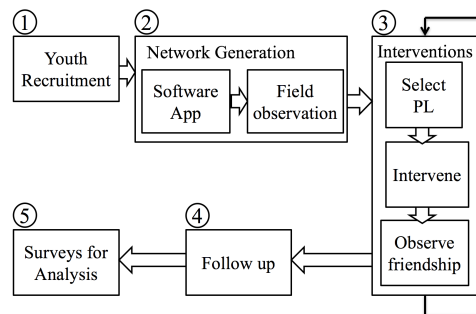 1
Youth
Recruitment
2
Network Generation
Software
App
Field
observation
3
Interventions
Select
PL
Intervene
Observe
friendship
4
Follow up
5
Surveys for
Analysis